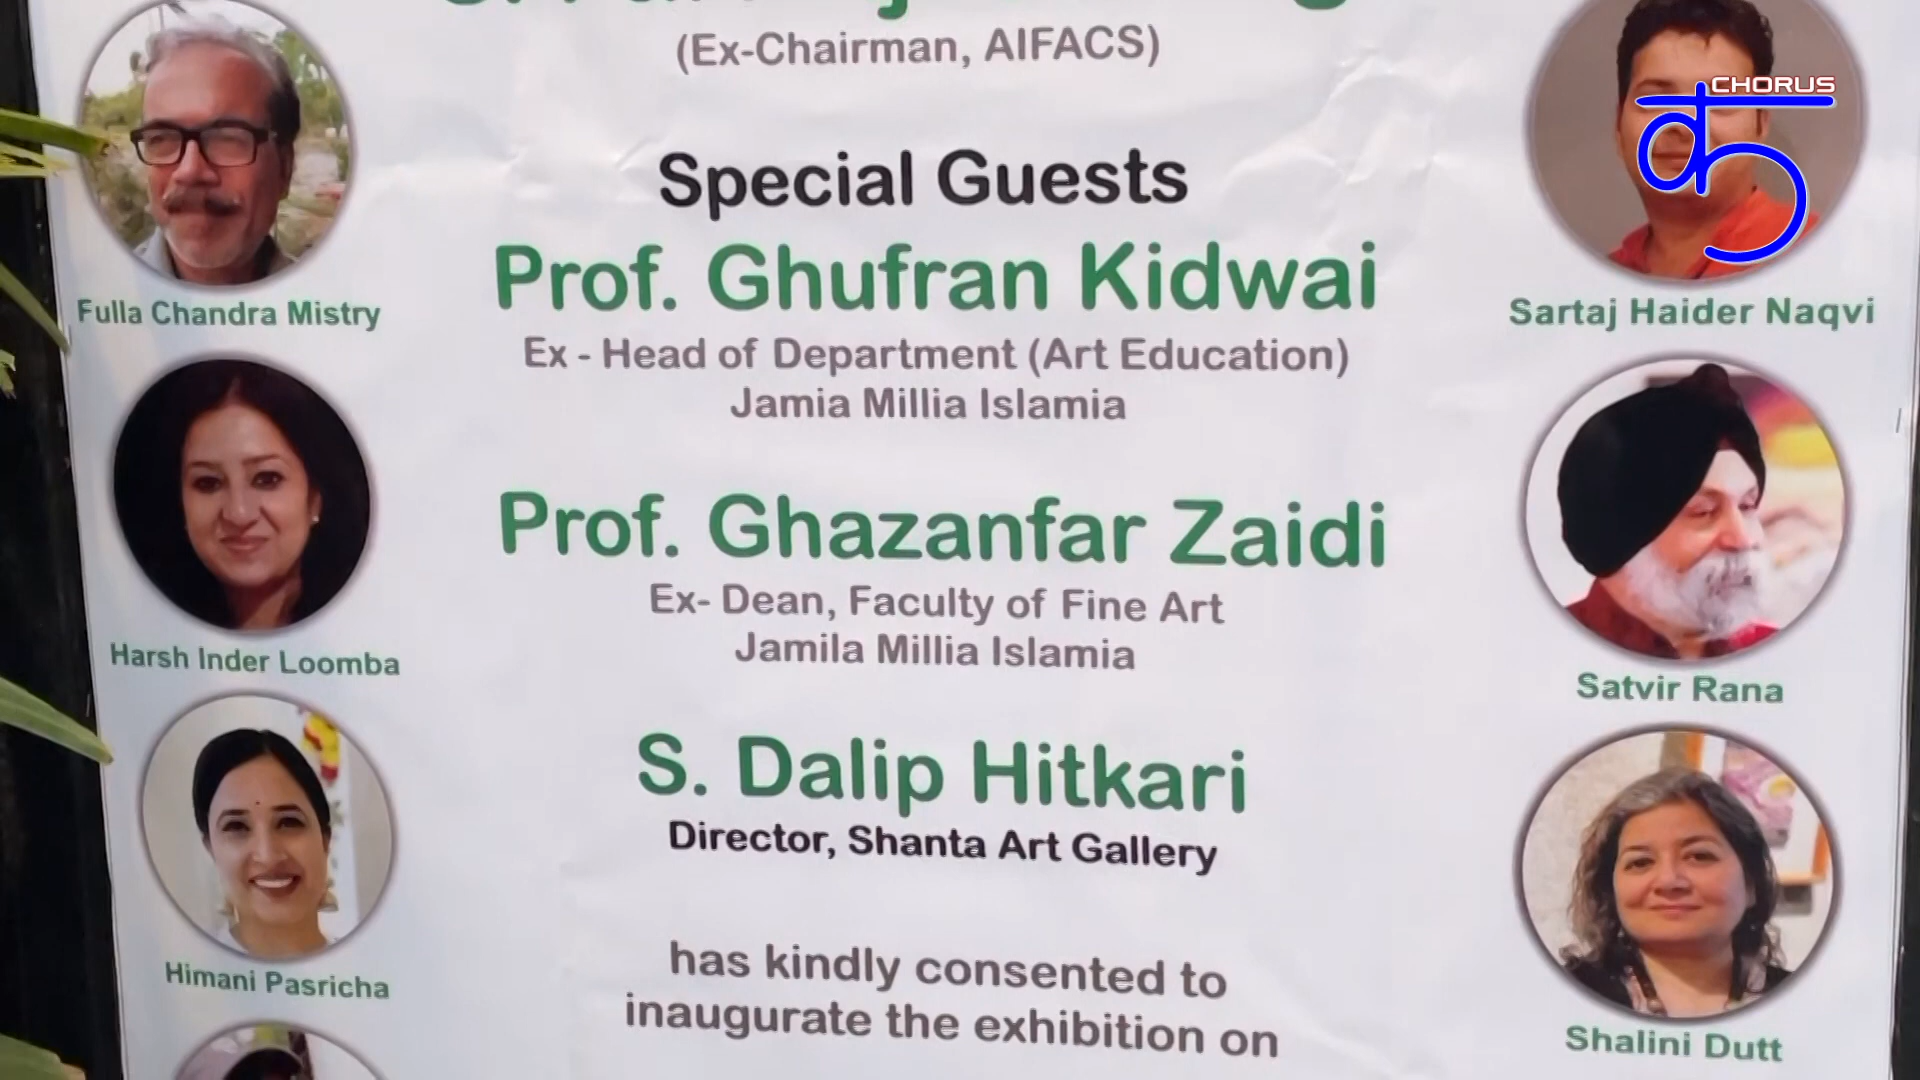 (Ex-Chairman, AIFACS)
CHORUS
क
Special Guests
Prof. Ghufran Kidwai
Ex - Head of Department (Art Education)
Jamia Millia Islamia
Prof. Ghazanfar Zaidi
Ex- Dean, Faculty of Fine Art
Jamila Millia Islamia
S. Dalip Hitkari
Director, Shanta Art Gallery
has kindly consented to
inaugurate the exhibition on
Fulla Chandra Mistry
Harsh Inder Loomba
Himani Pasricha
Sartaj Haider Naqvi
Satvir Rana
Shalini Dutt